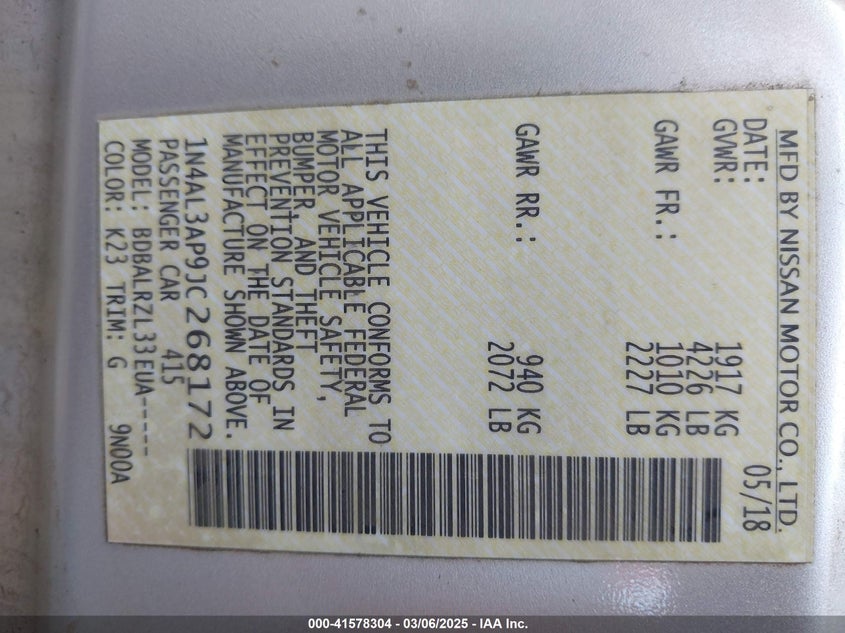 MFD BY NISSAN MOTOR CO., LTD.
DATE: 05/18
GVWR: 1917 KG
4226 LB
GAWR FR.: 1010 KG
2227 LB
GAWR RR.: 940 KG
2072 LB
THIS VEHICLE CONFORMS TO
ALL APPLICABLE FEDERAL
MOTOR VEHICLE SAFETY,
BUMPER, AND THEFT
PREVENTION STANDARDS IN
EFFECT ON THE DATE OF
MANUFACTURE SHOWN ABOVE.
1N4AL3AP9JC268172
PASSENGER CAR 415
MODEL: BDBALRZL33EUA-----
COLOR: K23 TRIM: G 9N00A
000-41578304 - 03/06/2025 - IAA Inc.